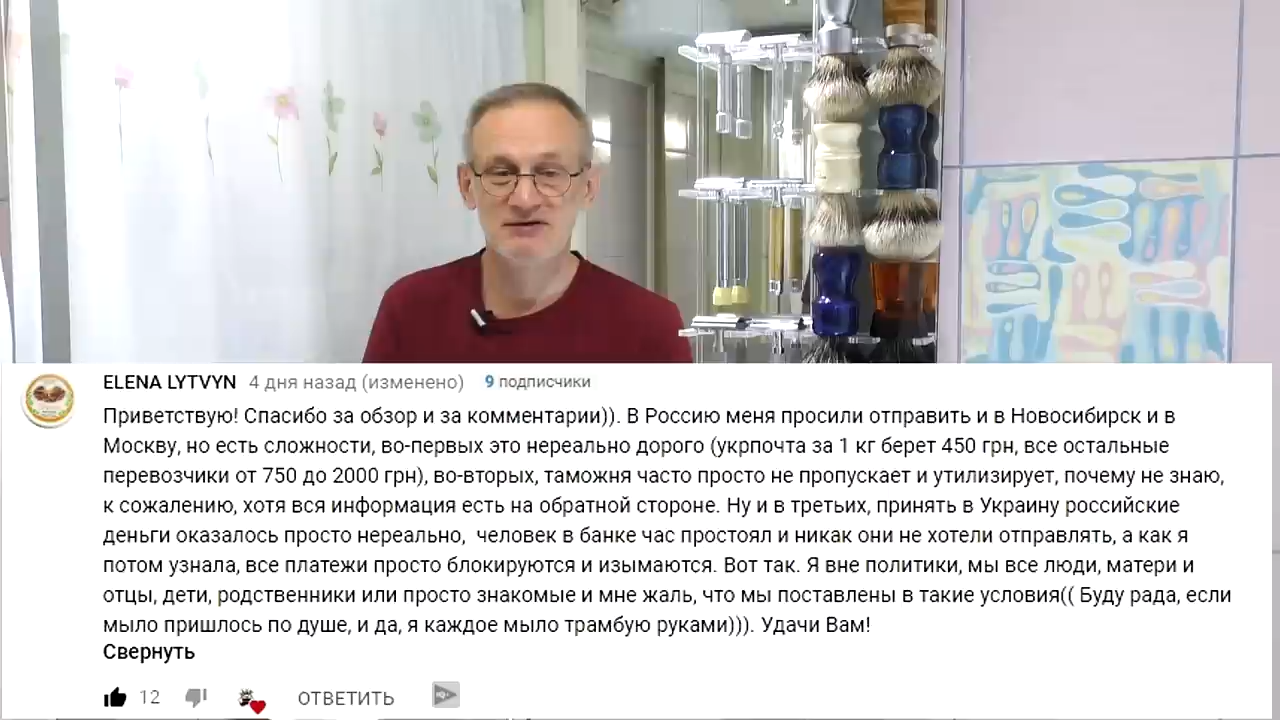 ELENA LYTVYN 4 дня назад (изменено) 9 подписчики
Приветствую! Спасибо за обзор и за комментарии)). В Россию меня просили отправить и в Новосибирск и в
Москву, но есть сложности, во-первых это нереально дорого (укрпочта за 1 кг берет 450 грн, все остальные
перевозчики от 750 до 2000 грн), во-вторых, таможня часто просто не пропускает и утилизирует, почему не знаю,
к сожалению, хотя вся информация есть на обратной стороне. Ну и в третьих, принять в Украину российские
деньги оказалось просто нереально, человек в банке час простоял и никак они не хотели отправлять, а как я
потом узнала, все платежи просто блокируются и изымаются. Вот так. Я вне политики, мы все люди, матери и
отцы, дети, родственники или просто знакомые и мне жаль, что мы поставлены в такие условия(( Буду рада, если
мыло пришлось по душе, и да, я каждое мыло трамбую руками))). Удачи Вам!
Свернуть
12 ОТВЕТИТЬ